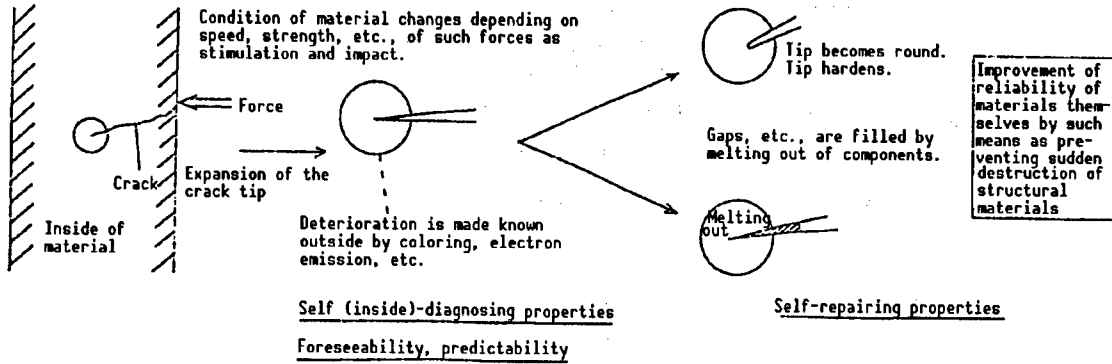 Condition of material changes depending on
speed, strength, etc., of such forces as
stimulation and impact.
Force
Crack
Inside of
material
Expansion of the
crack tip
Deterioration is made known
outside by coloring, electron
emission, etc.
Self (inside)-diagnosing properties
Foreseeability, predictability
Tip becomes round.
Tip hardens.
Gaps, etc., are filled by
melting out of components.
Melting
out
Self-repairing properties
Improvement of
reliability of
materials them-
selves by such
means as pre-
venting sudden
destruction of
structural
materials